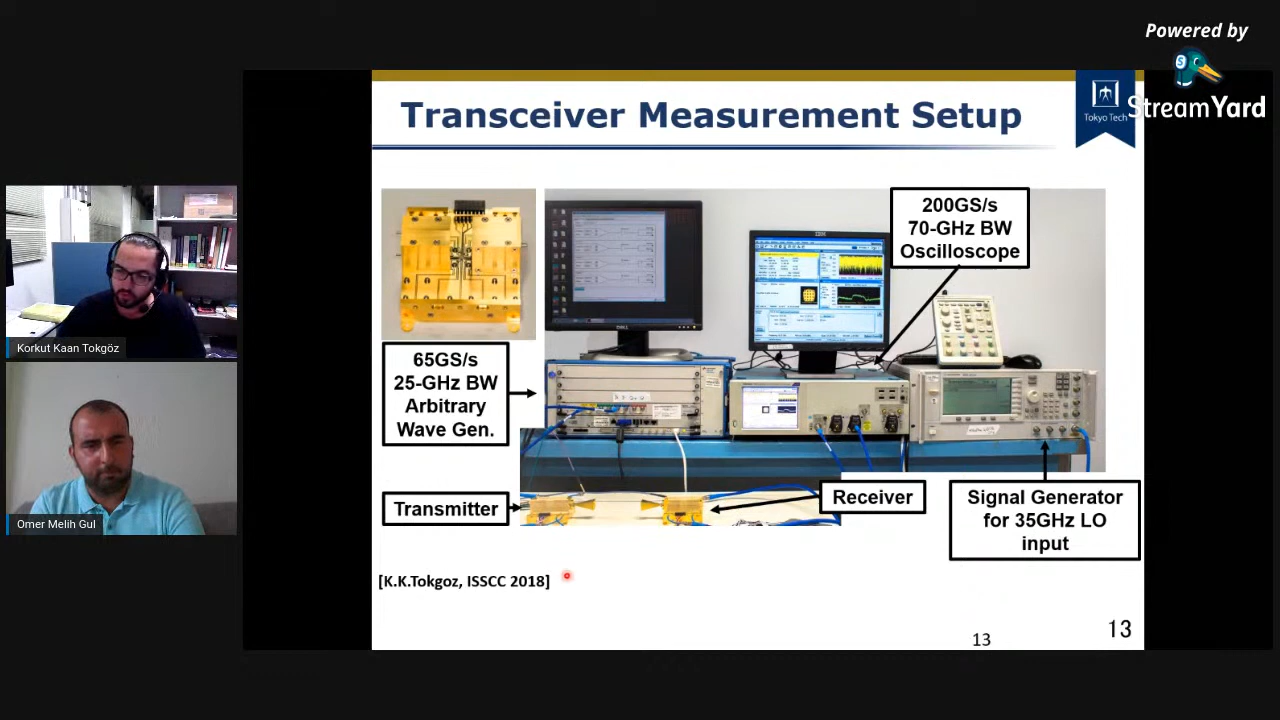 Powered by
StreamYard
Transceiver Measurement Setup
Tokyo Tech
200GS/s
70-GHz BW
Oscilloscope
65GS/s
25-GHz BW
Arbitrary
Wave Gen.
Transmitter
Receiver
Signal Generator
for 35GHz LO
input
[K.K.Tokgoz, ISSCC 2018]
13
13
Korkut Kaan Tokgöz
Omer Melih Gul
IBM
DELL